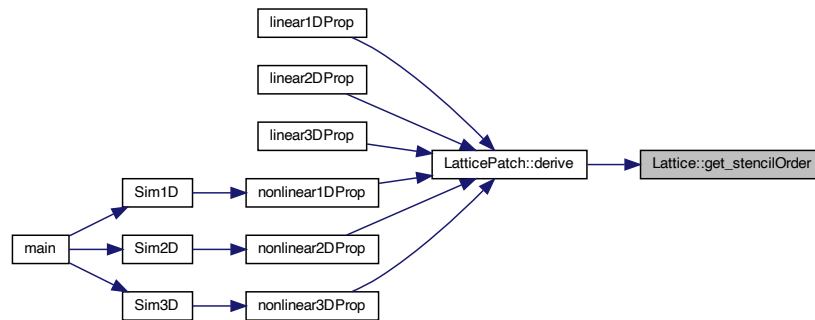 linear1DProp
linear2DProp
linear3DProp
LatticePatch::derive
Lattice::get_stencilOrder
Sim1D
nonlinear1DProp
main
Sim2D
nonlinear2DProp
Sim3D
nonlinear3DProp